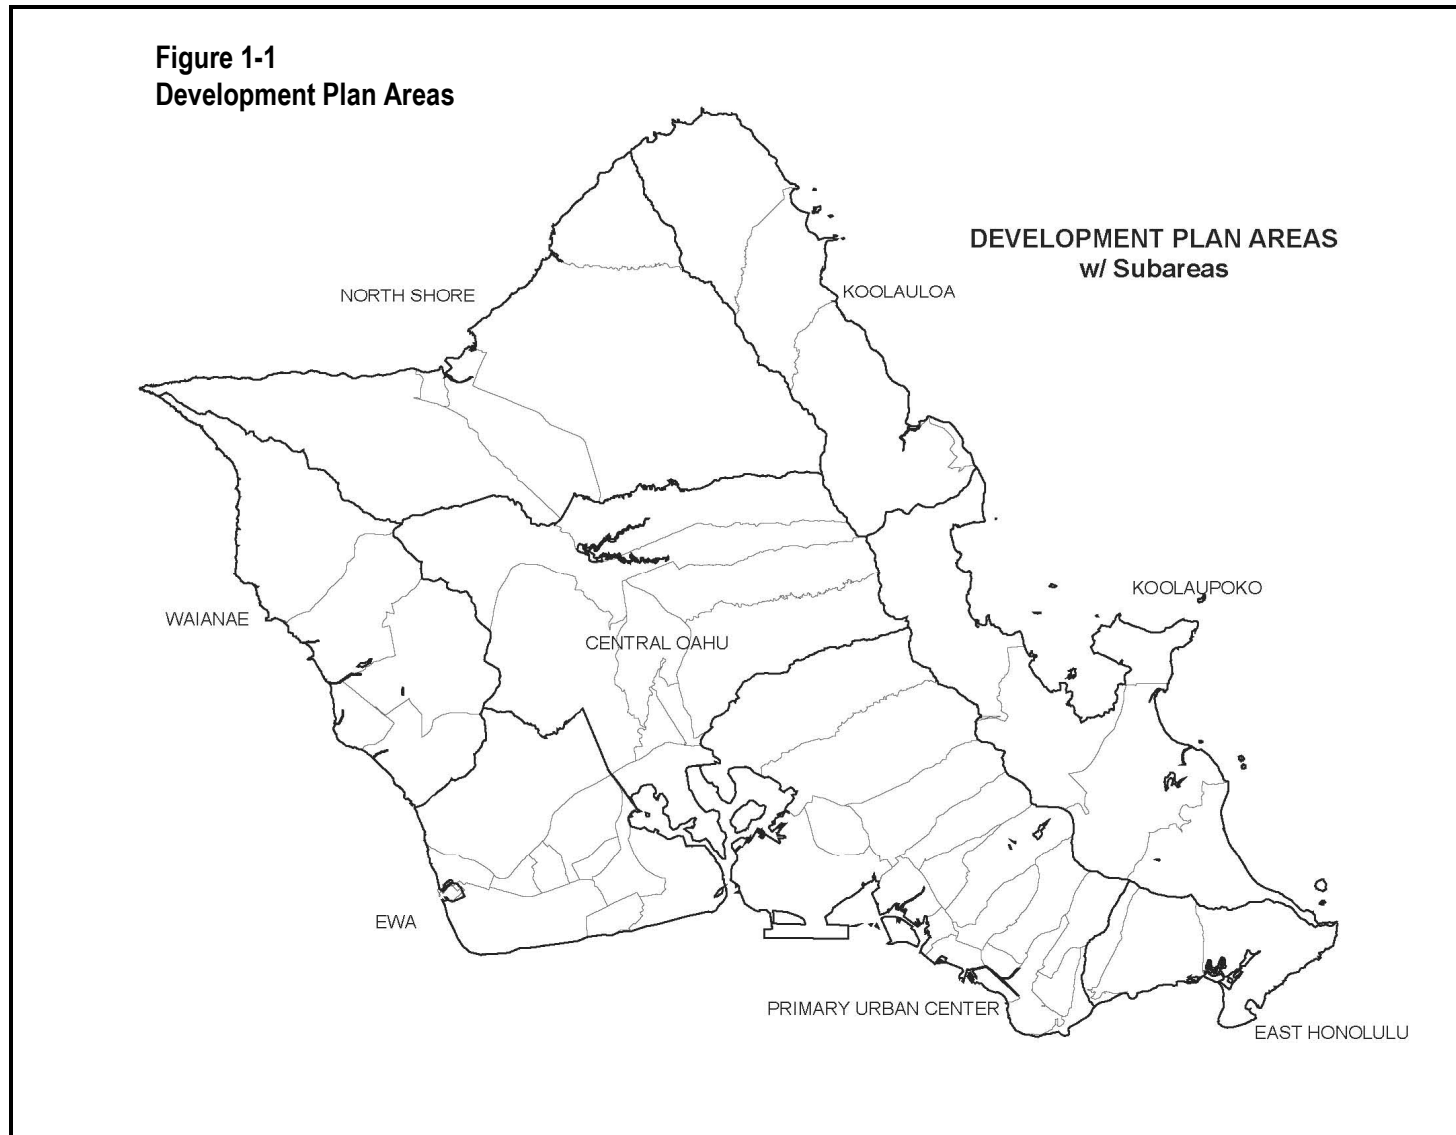 Figure 1-1
Development Plan Areas
DEVELOPMENT PLAN AREAS
w/ Subareas
NORTH SHORE
KOOLAULOA
KOOLAUPOKO
WAIANAE
CENTRAL OAHU
EWA
PRIMARY URBAN CENTER
EAST HONOLULU